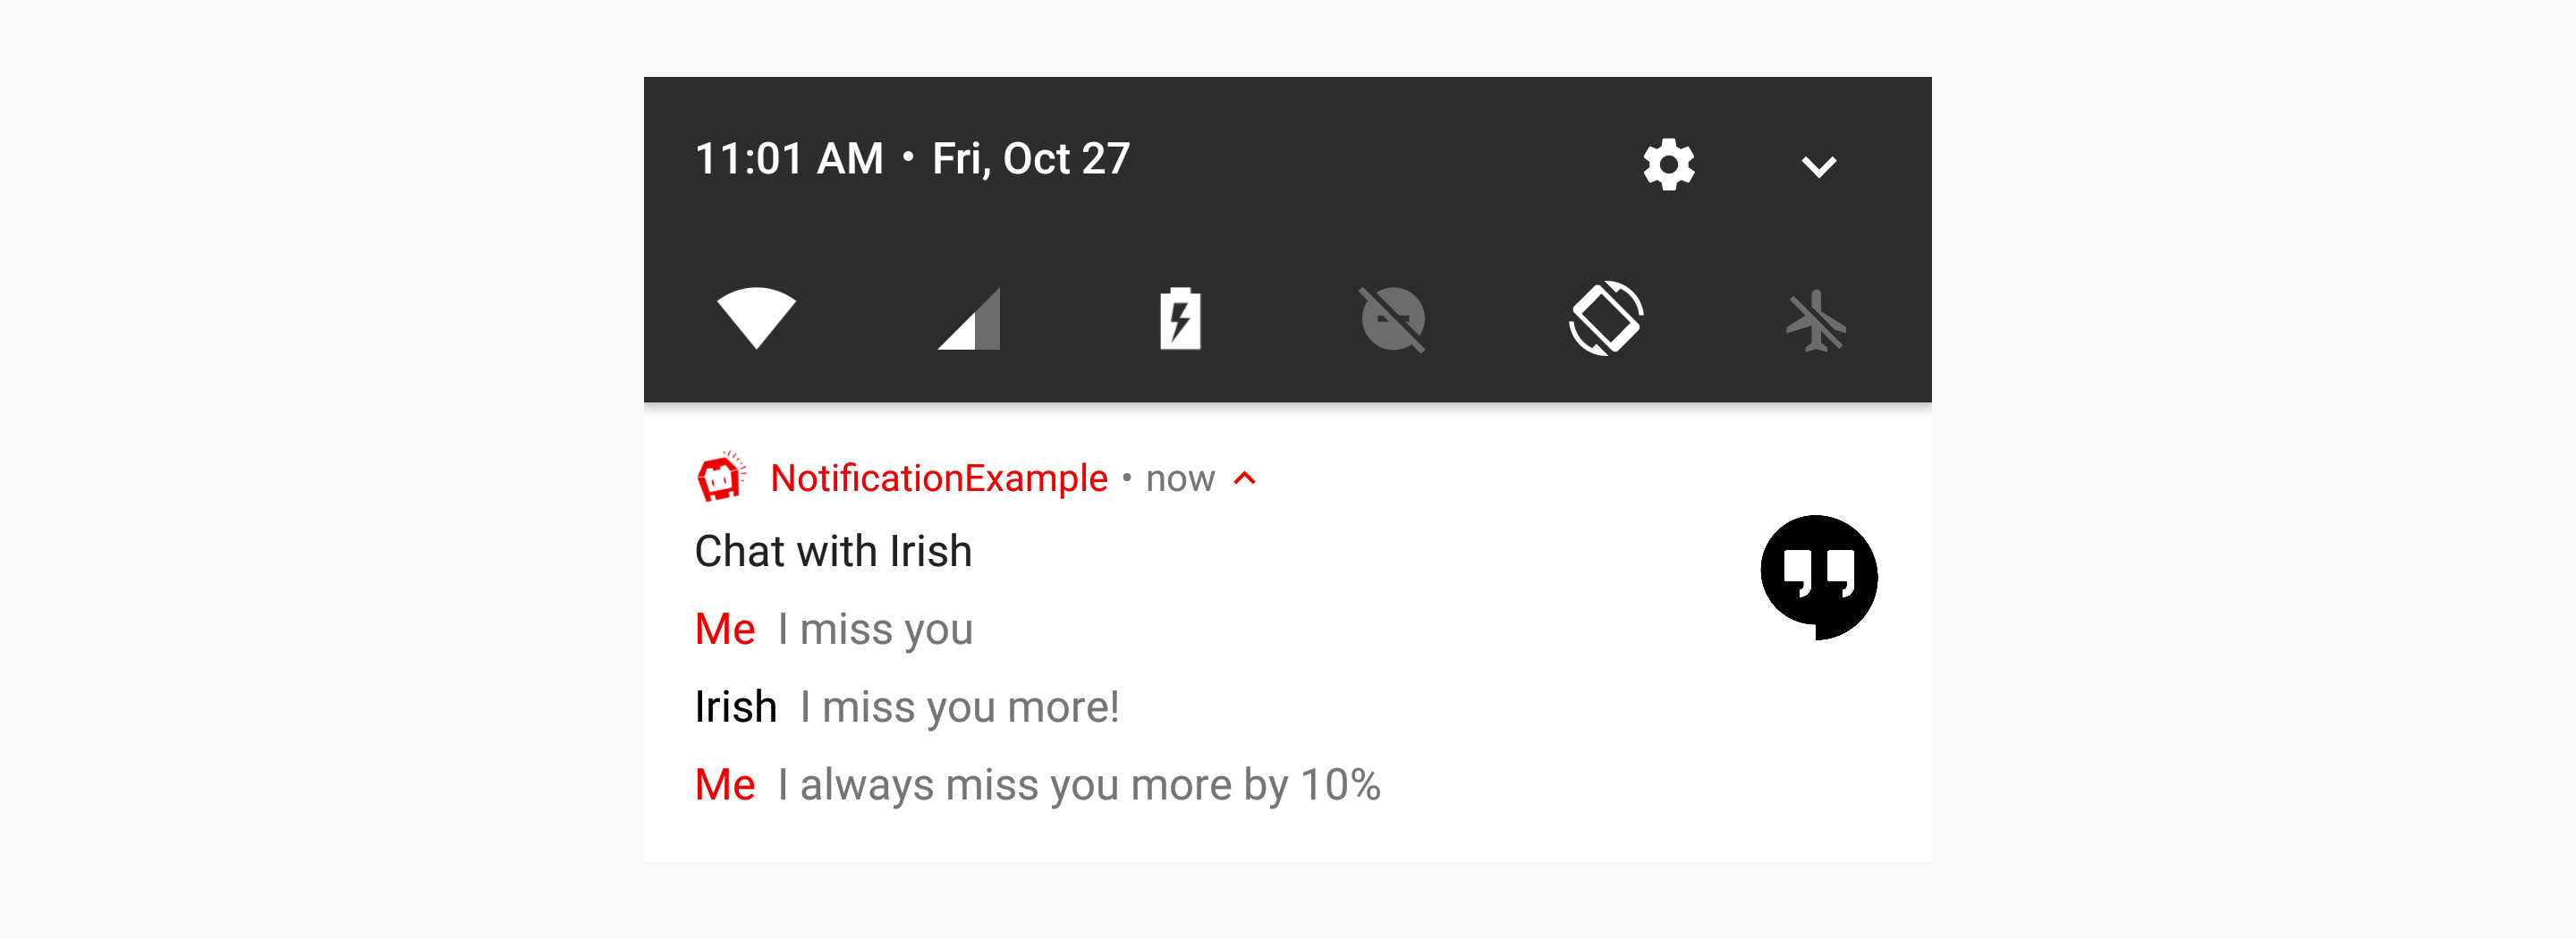 11:01 AM • Fri, Oct 27
NotificationExample • now
Chat with Irish
Me I miss you
Irish I miss you more!
Me I always miss you more by 10%